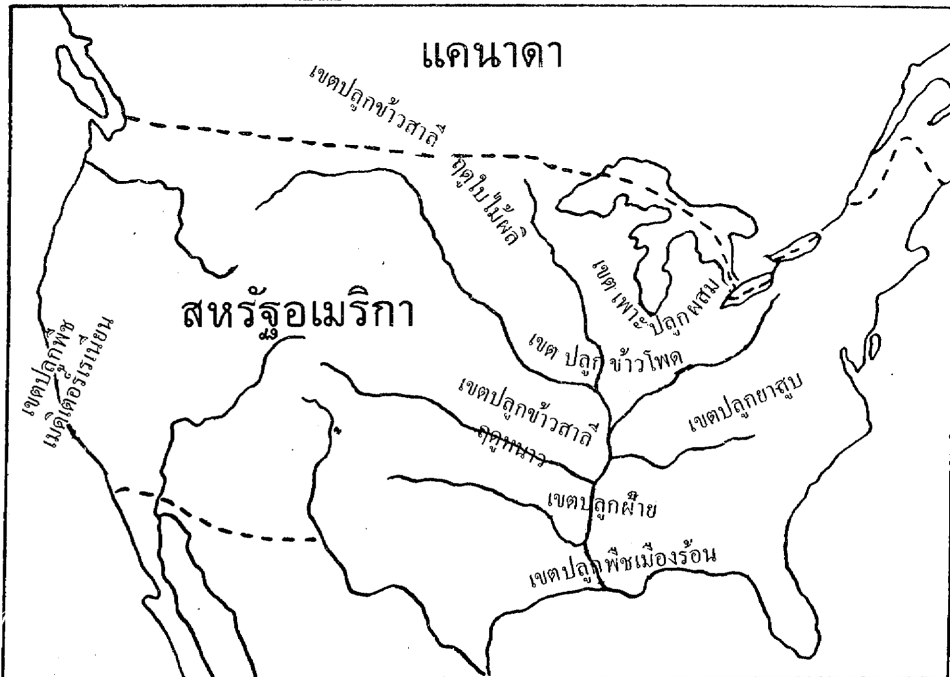 แคนาดา
เขตปลูกข้าวสาลี
ฤดูใบไม้ผลิ
เขต เพาะ ปลูก ผสม
สหรัฐอเมริกา
เขตปลูกพืช
เมดิเตอร์เรเนียน
เขต ปลูก ข้าวโพด
เขตปลูกข้าวสาลี
ฤดูหนาว
เขตปลูกยาสูบ
เขตปลูกฝ้าย
เขตปลูกพืชเมืองร้อน